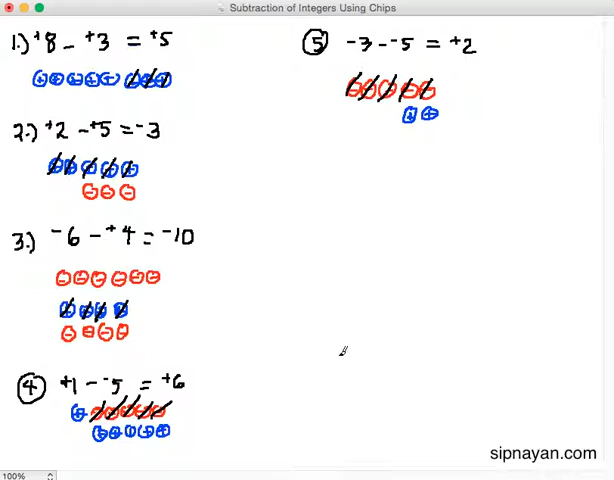 Subtraction of Integers Using Chips
1.) +8 - +3 = +5
2.) +2 - +5 = -3
3.) -6 - +4 = -10
4 +1 - -5 = +6
5 -3 - -5 = +2
sipnayan.com
100%